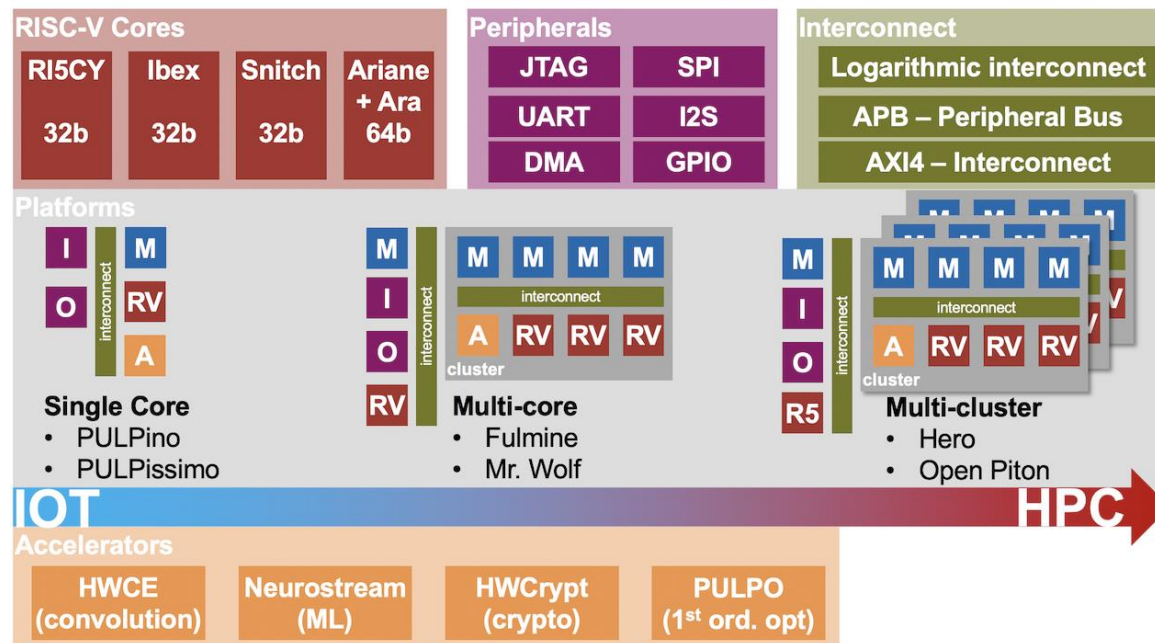 RISC-V Cores
RI5CY
32b
Ibex
32b
Snitch
32b
Ariane
+ Ara
64b
Peripherals
JTAG
SPI
UART
I2S
DMA
GPIO
Interconnect
Logarithmic interconnect
APB – Peripheral Bus
AXI4 – Interconnect
Platforms
I
O
interconnect
M
RV
A
Single Core
• PULPino
• PULPissimo
M
I
O
RV
interconnect
M M M M
interconnect
A RV RV RV
cluster
Multi-core
• Fulmine
• Mr. Wolf
M
I
O
R5
interconnect
M M M M
M M M M
M M M M
interconnect
A RV RV RV
cluster
Multi-cluster
• Hero
• Open Piton
IOT
HPC
Accelerators
HWCE
(convolution)
Neurostream
(ML)
HWCrypt
(crypto)
PULPO
(1st ord. opt)